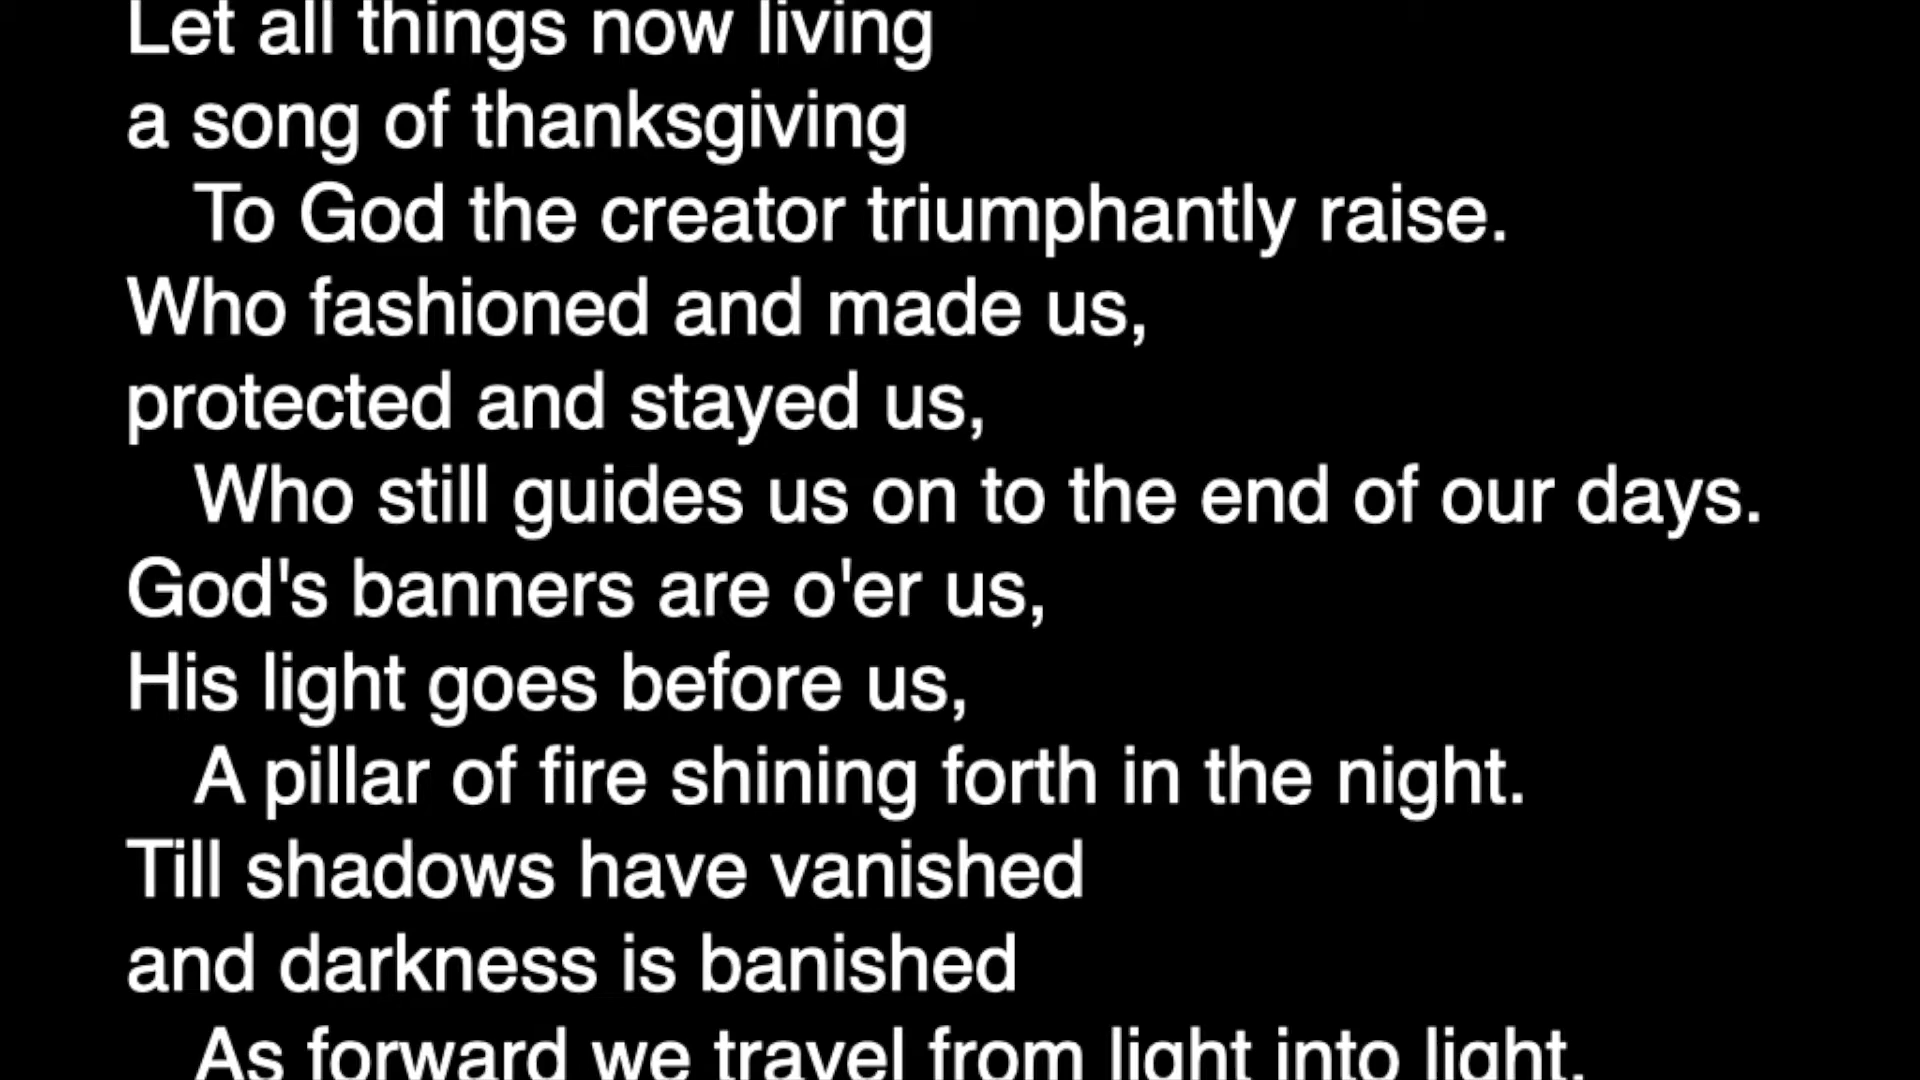 Let all things now living
a song of thanksgiving
To God the creator triumphantly raise.
Who fashioned and made us,
protected and stayed us,
Who still guides us on to the end of our days.
God's banners are o'er us,
His light goes before us,
A pillar of fire shining forth in the night.
Till shadows have vanished
and darkness is banished
As forward we travel from light into light.